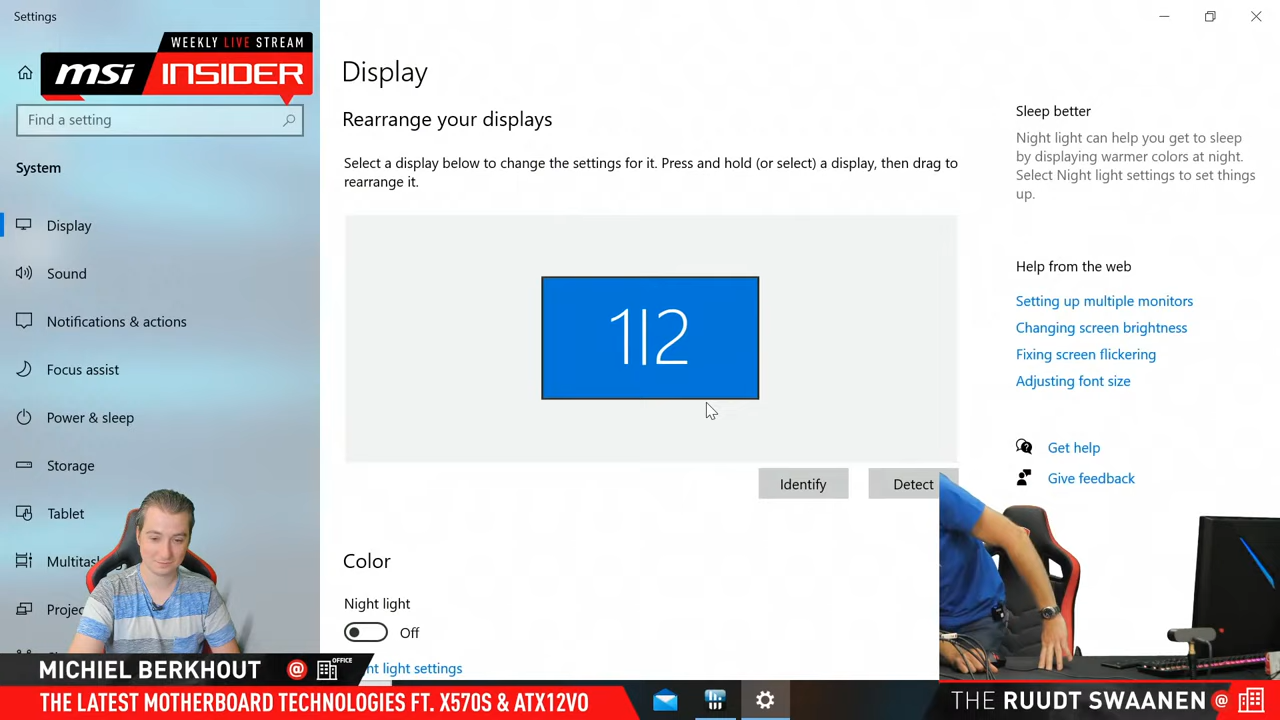 Settings
WEEKLY LIVE STREAM
msi INSIDER
Find a setting
System
Display
Sound
Notifications & actions
Focus assist
Power & sleep
Storage
Tablet
Display
Rearrange your displays
Select a display below to change the settings for it. Press and hold (or select) a display, then drag to
rearrange it.
1|2
Identify
Detect
Color
Night light
Off
light settings
Sleep better
Night light can help you get to sleep
by displaying warmer colors at night.
Select Night light settings to set things
up.
Help from the web
Setting up multiple monitors
Changing screen brightness
Fixing screen flickering
Adjusting font size
Get help
Give feedback
MICHIEL BERKHOUT @ OFFICE
THE LATEST MOTHERBOARD TECHNOLOGIES FT. X570S & ATX12VO
THE RUUDT SWAANEN @